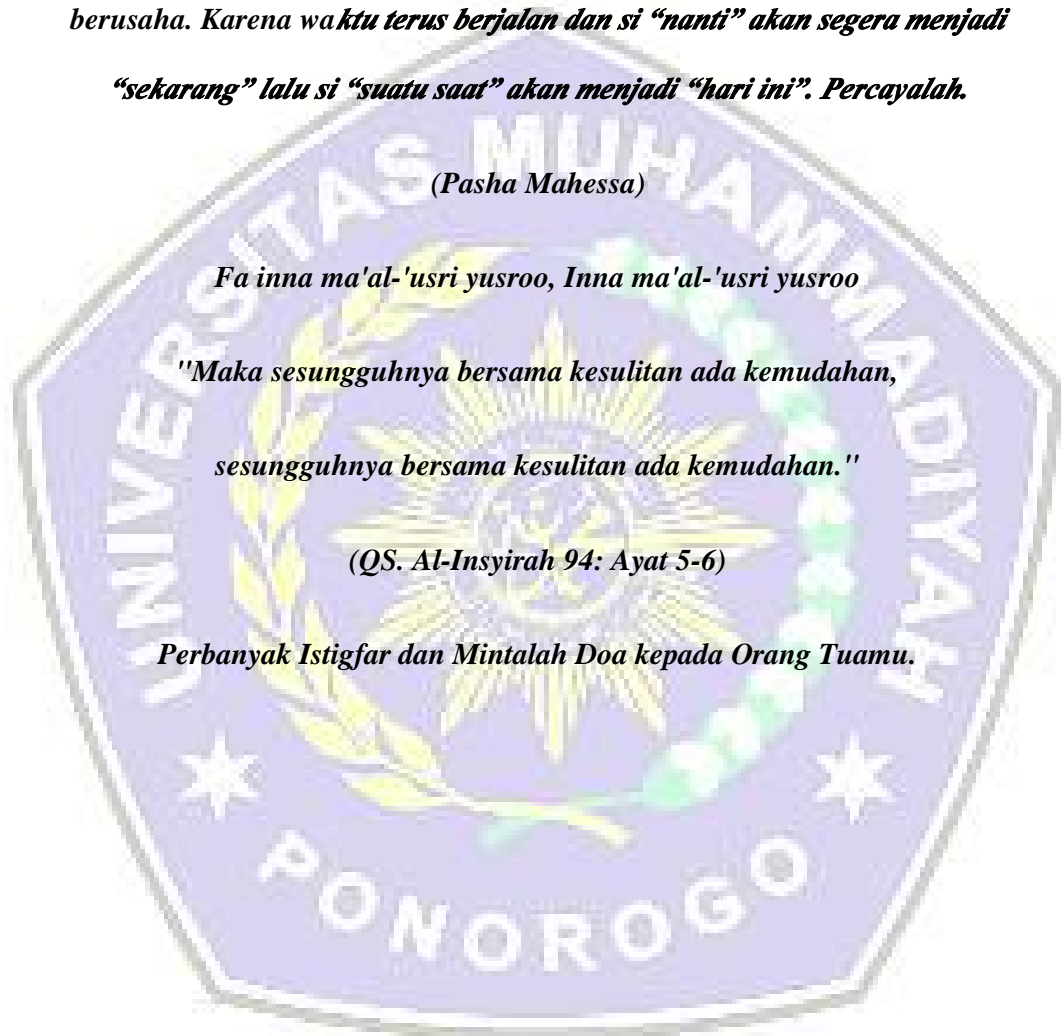 berusaha. Karena waktu terus berjalan dan si “nanti” akan segera menjadi
“sekarang” lalu si “suatu saat” akan menjadi “hari ini”. Percayalah.
(Pasha Mahessa)
Fa inna ma'al-'usri yusroo, Inna ma'al-'usri yusroo
"Maka sesungguhnya bersama kesulitan ada kemudahan,
sesungguhnya bersama kesulitan ada kemudahan."
(QS. Al-Insyirah 94: Ayat 5-6)
Perbanyak Istigfar dan Mintalah Doa kepada Orang Tuamu.
UNIVERSITAS MUHAMMADIYAH
PONOROGO